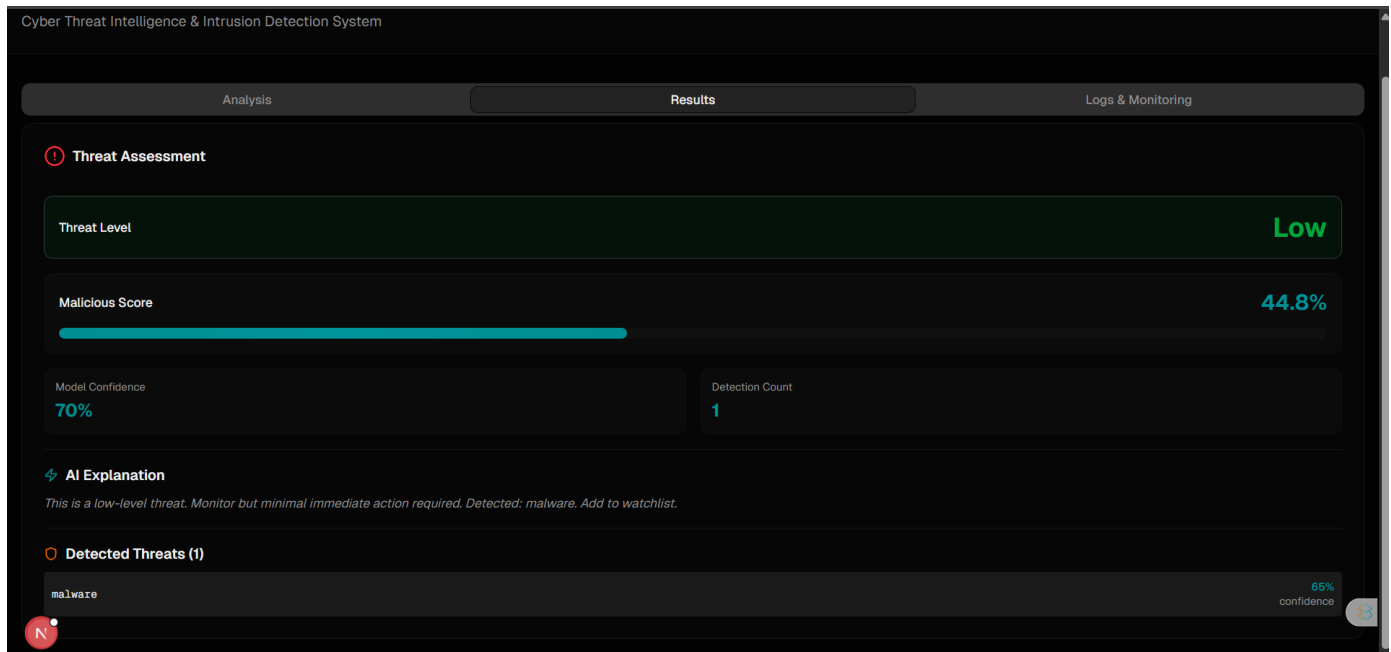 Cyber Threat Intelligence & Intrusion Detection System
Analysis
Results
Logs & Monitoring
Threat Assessment
Threat Level
Low
Malicious Score
44.8%
Model Confidence
70%
Detection Count
1
AI Explanation
This is a low-level threat. Monitor but minimal immediate action required. Detected: malware. Add to watchlist.
Detected Threats (1)
malware
65%
confidence
N